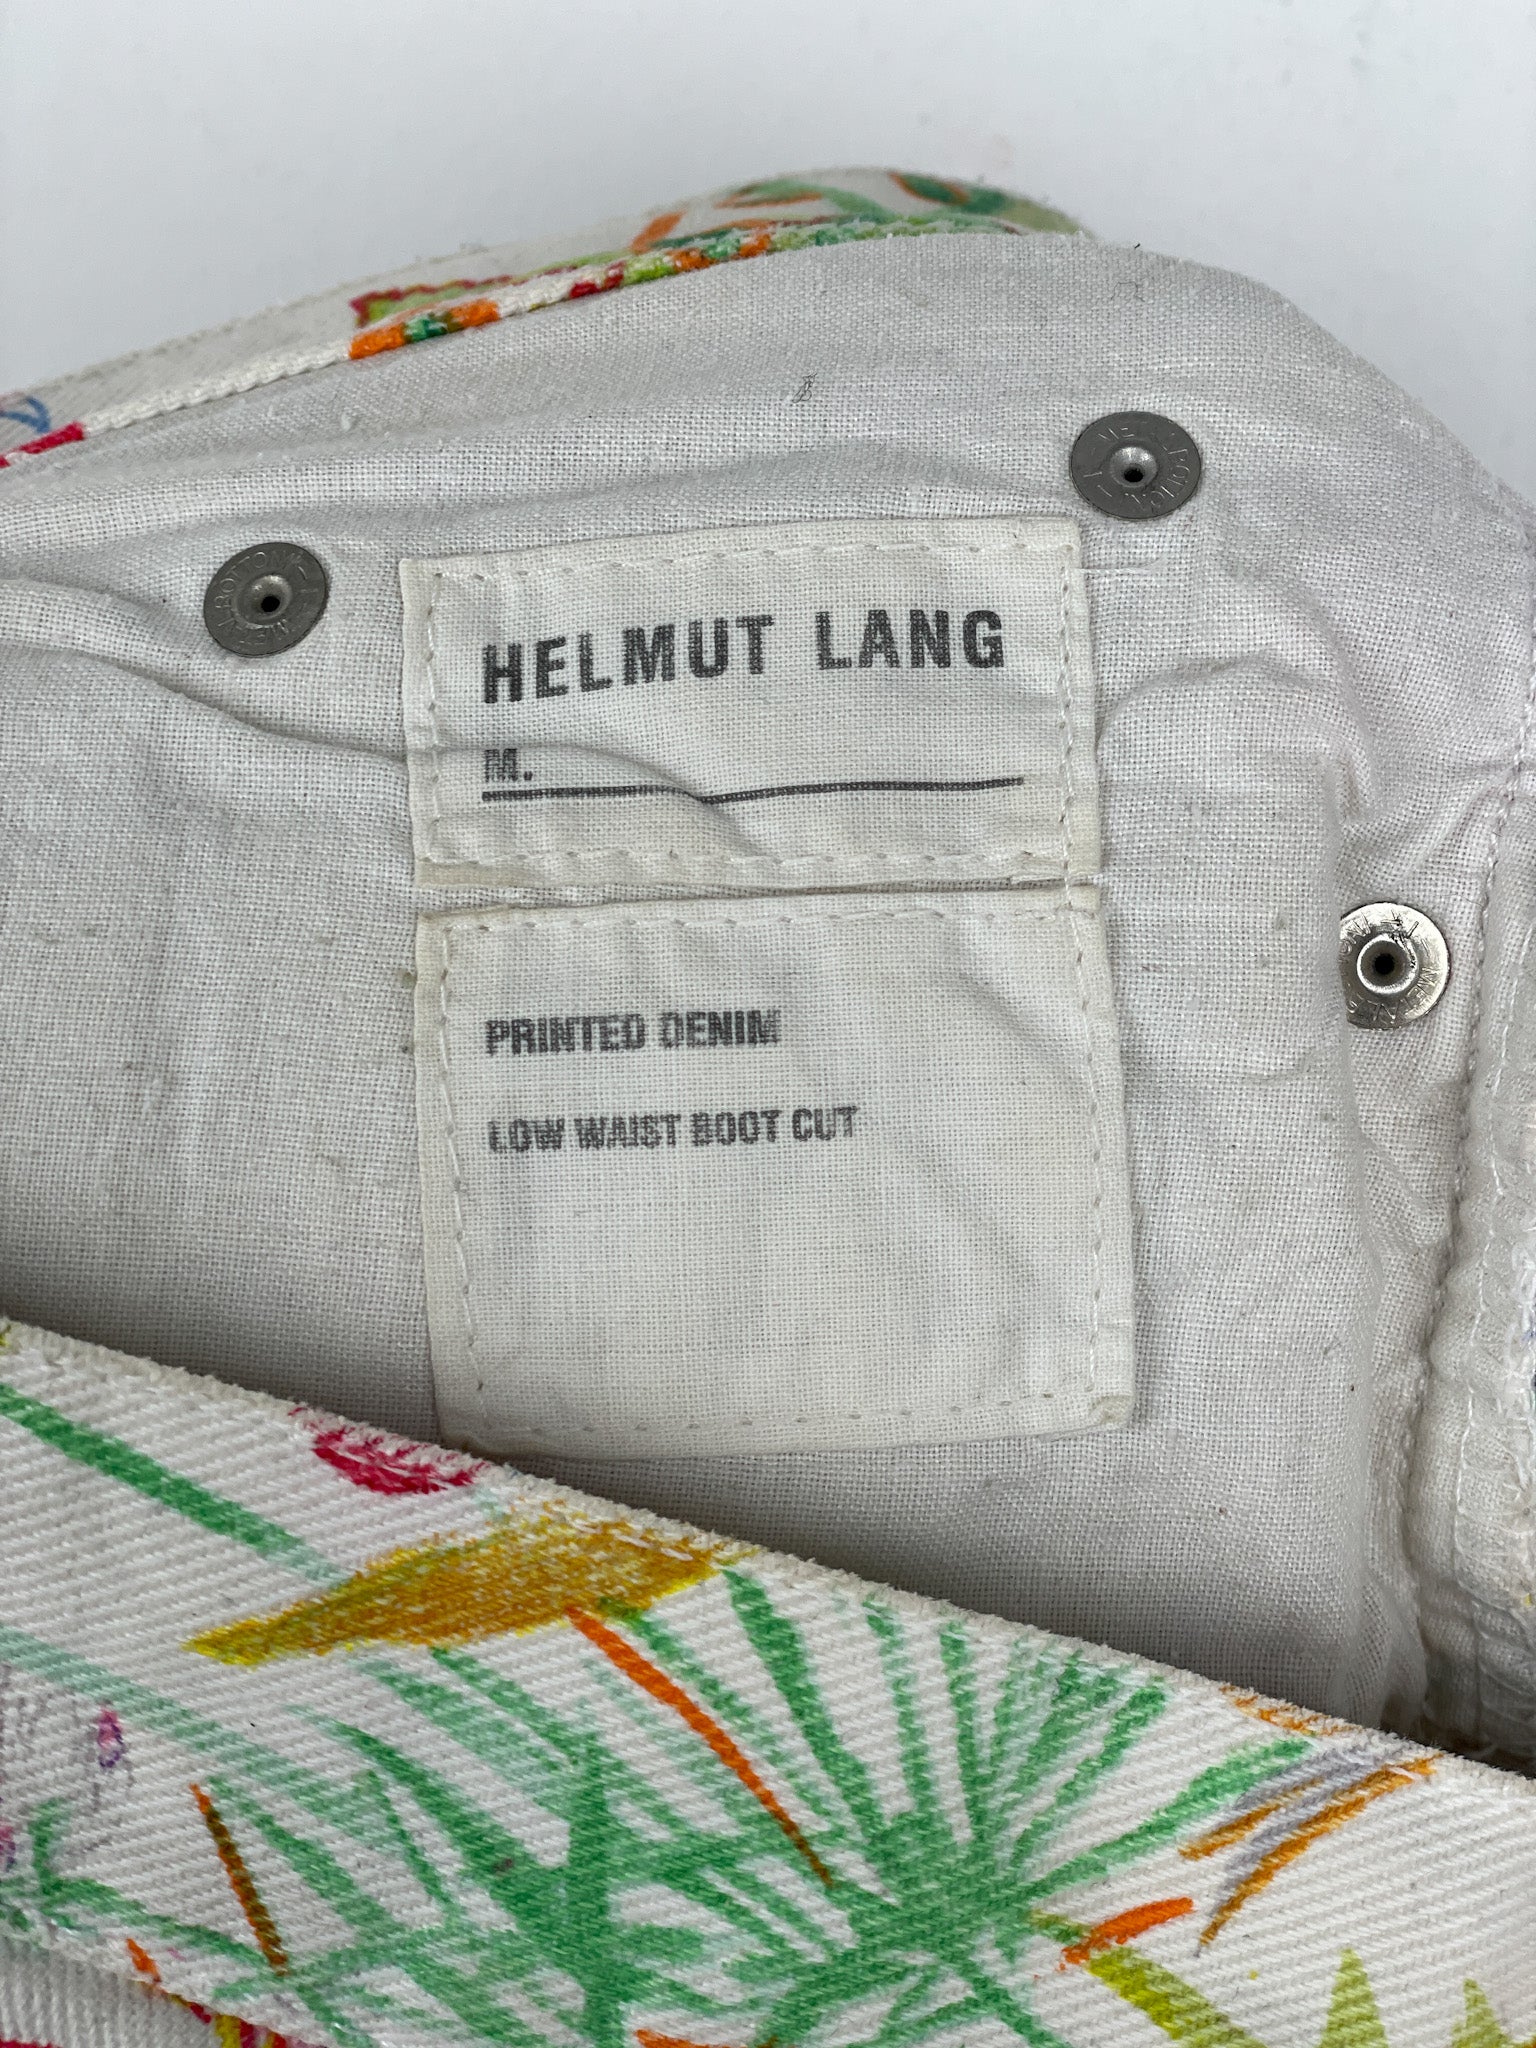 HELMUT LANG
M.
PRINTED DENIM
LOW WAIST BOOT CUT